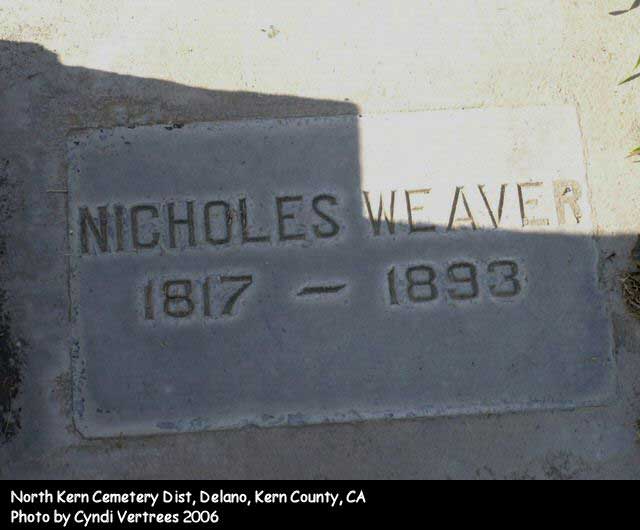 NICHOLES WEAVER
1817 – 1893
North Kern Cemetery Dist, Delano, Kern County, CA
Photo by Cyndi Vertrees 2006